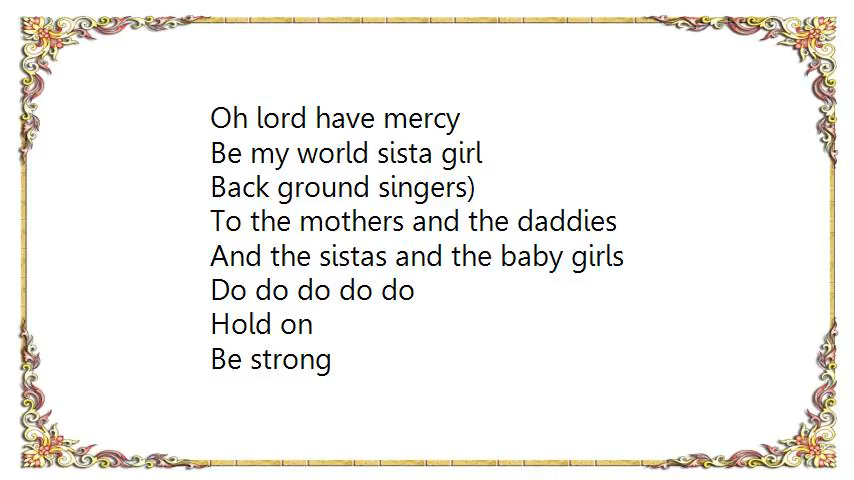 Oh lord have mercy
Be my world sista girl
Back ground singers)
To the mothers and the daddies
And the sistas and the baby girls
Do do do do do
Hold on
Be strong